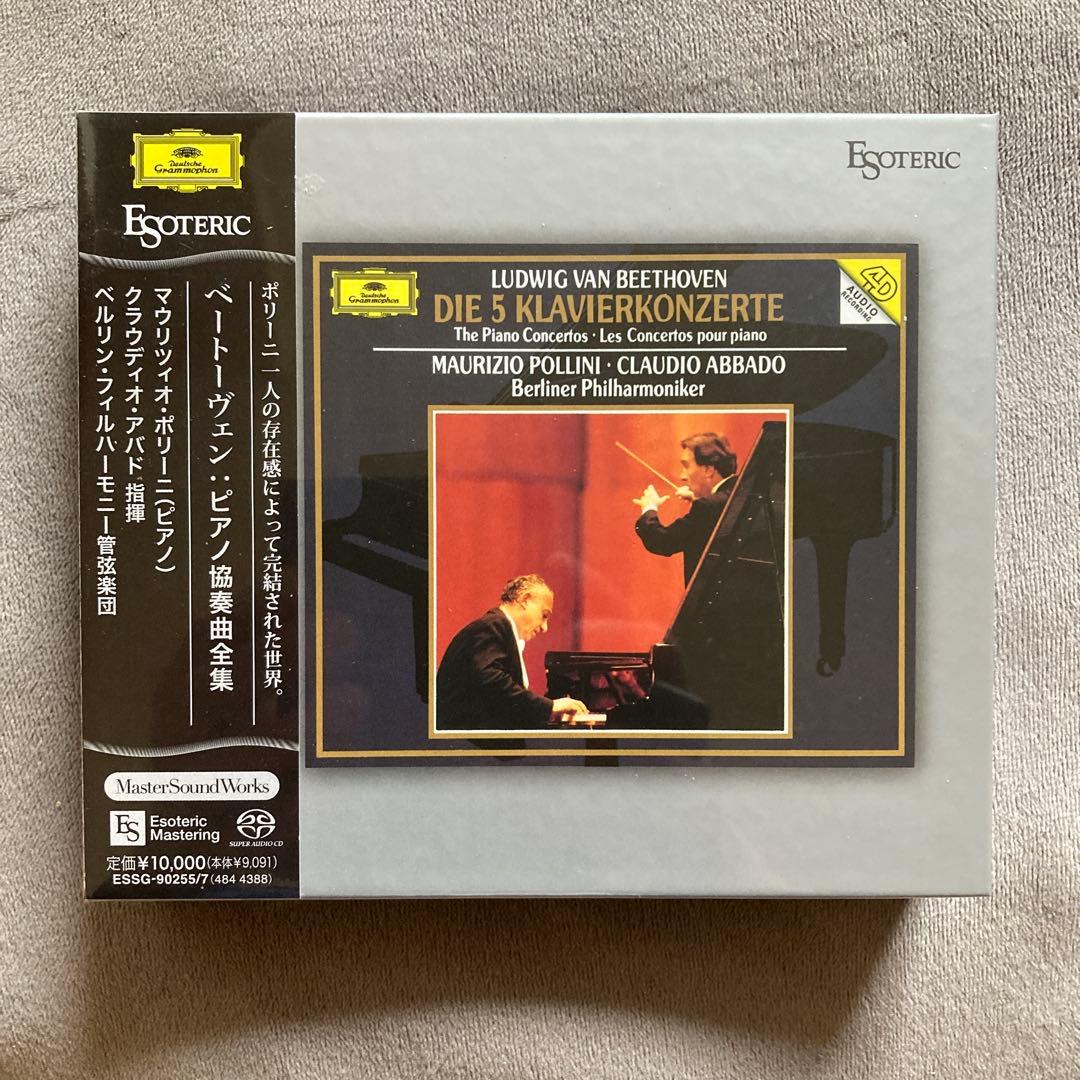 Deutsche
Grammophon
ESOTERIC
ポリーニ一人の存在感によって完結された世界。
ベートーヴェン:ピアノ協奏曲全集
マウリツィオ・ポリーニ(ピアノ)
クラウディオ・アバド 指揮
ベルリン・フィルハーモニー管弦楽団
MasterSoundWorks
ES
Esoteric
Mastering
SUPER AUDIO CD
定価¥10,000(本体¥9,091)
ESSG-90255/7 (484 4388)
ESOTERIC
Deutsche
Grammophon
LUDWIG VAN BEETHOVEN
DIE 5 KLAVIERKONZERTE
The Piano Concertos · Les Concertos pour piano
MAURIZIO POLLINI · CLAUDIO ABBADO
Berliner Philharmoniker
4D
AUDIO
RECORDING